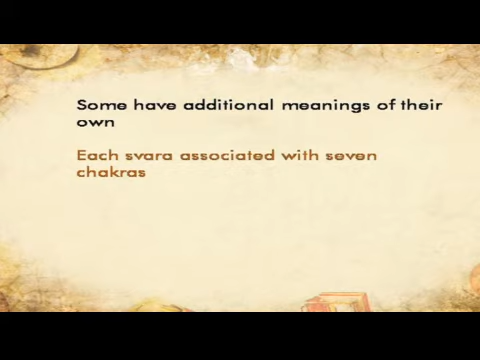 Some have additional meanings of their
own
Each svara associated with seven
chakras